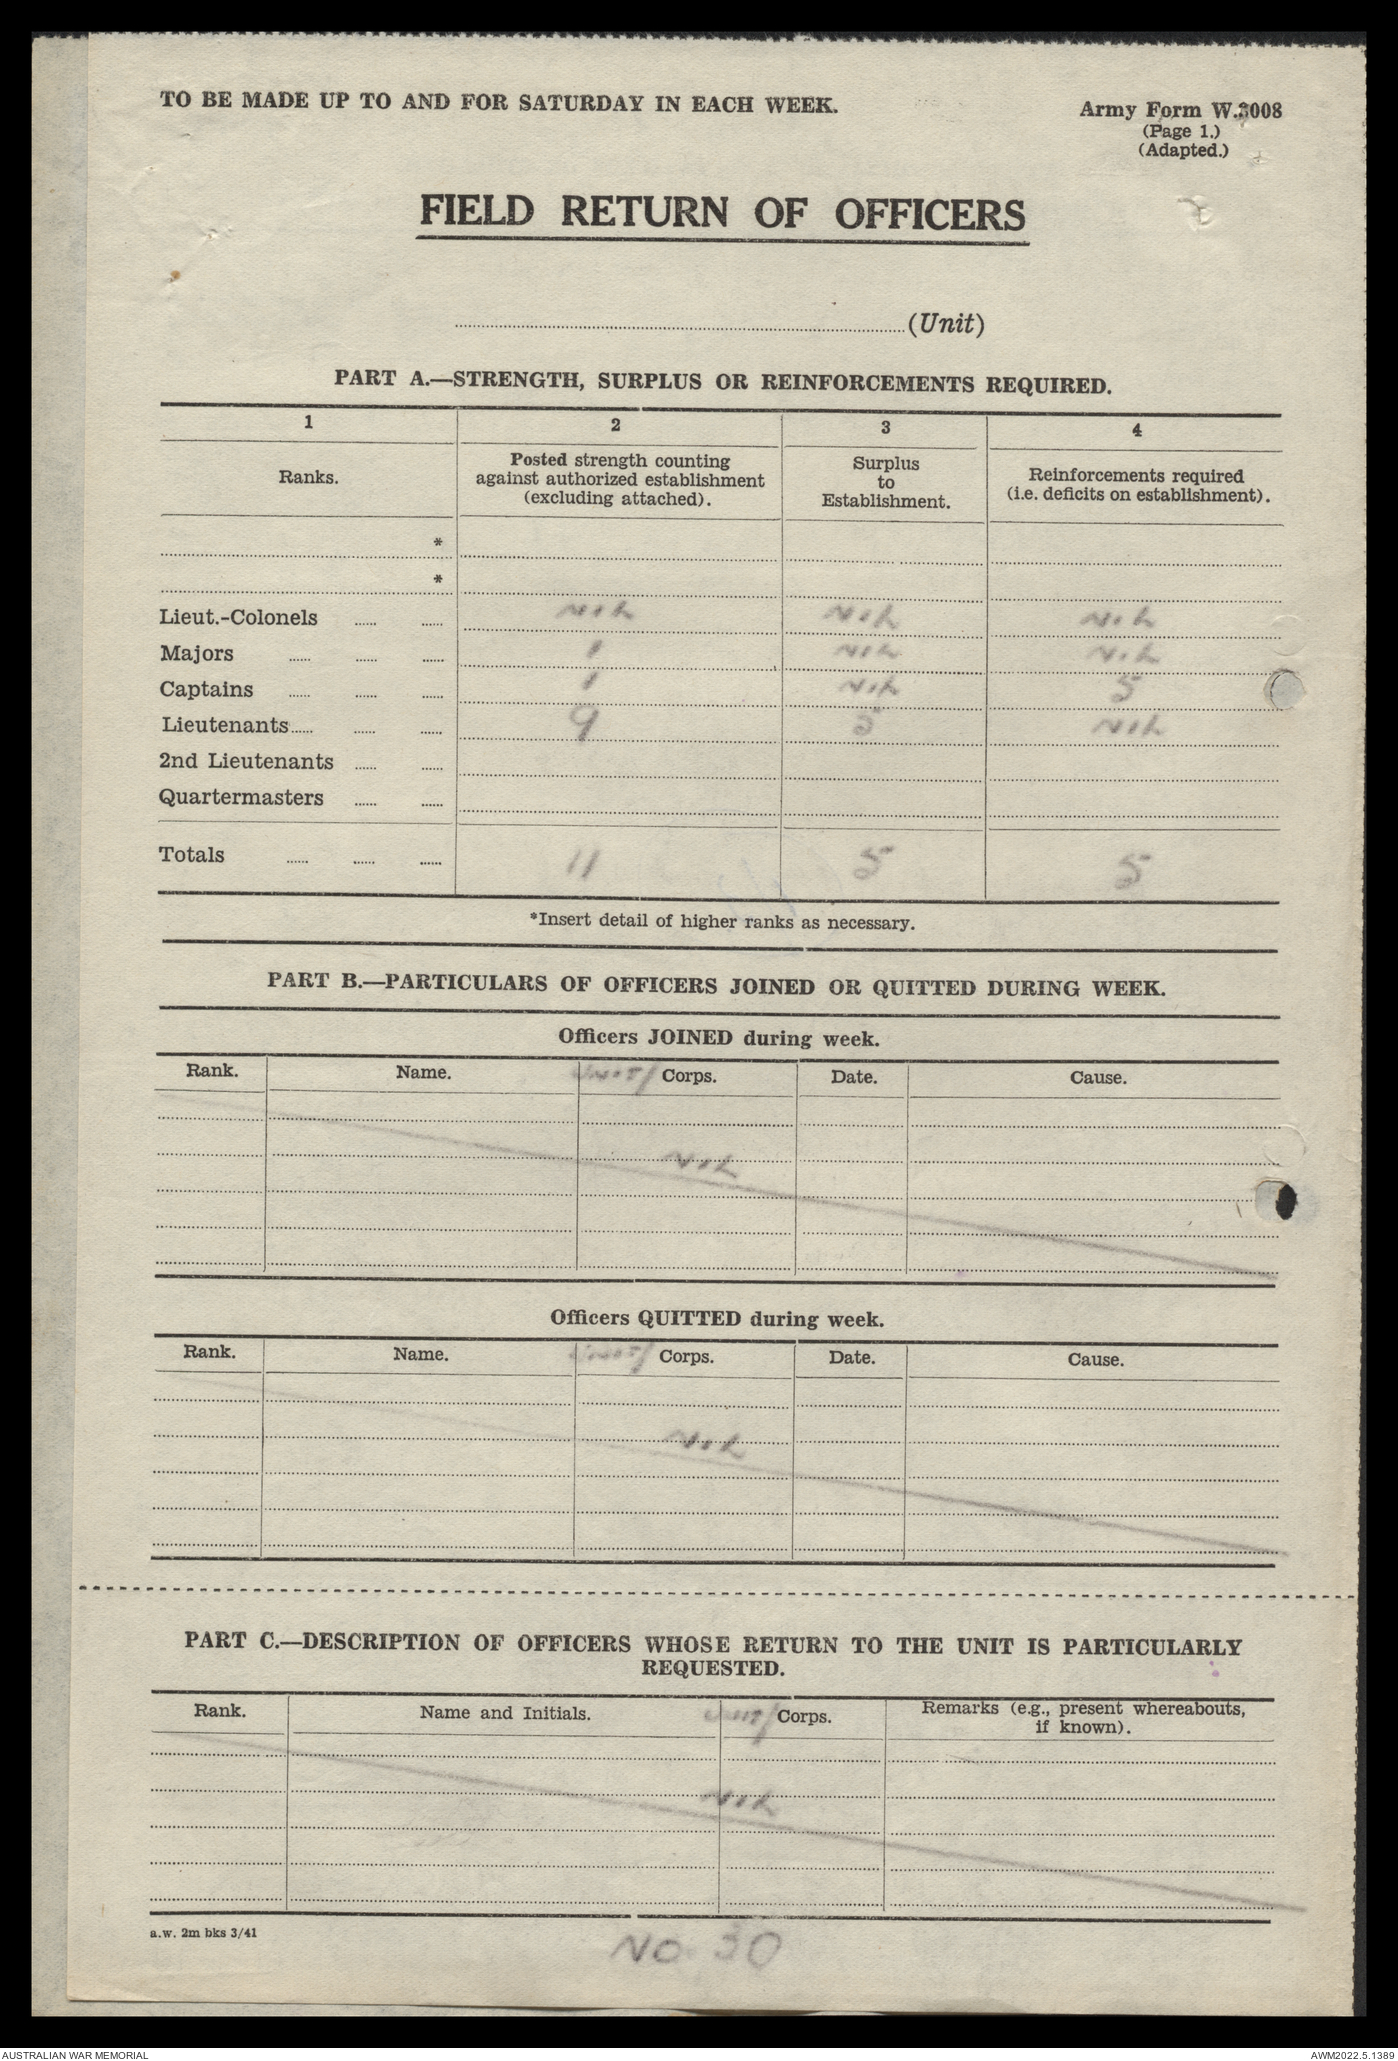 TO BE MADE UP TO AND FOR SATURDAY IN EACH WEEK.
Army Form W.3008
(Page 1.)
(Adapted.)
FIELD RETURN OF OFFICERS
(Unit)
PART A.—STRENGTH, SURPLUS OR REINFORCEMENTS REQUIRED.
1 2 3 4
Ranks. Posted strength counting against authorized establishment (excluding attached). Surplus to Establishment. Reinforcements required (i.e. deficits on establishment).
*
*
Lieut.-Colonels NIL NIL NIL
Majors 1 NIL NIL
Captains 1 NIL 5
Lieutenants 9 5 NIL
2nd Lieutenants
Quartermasters
Totals 11 5 5
*Insert detail of higher ranks as necessary.
PART B.—PARTICULARS OF OFFICERS JOINED OR QUITTED DURING WEEK.
Officers JOINED during week.
Rank. Name. UNIT/ Corps. Date. Cause.
NIL
Officers QUITTED during week.
Rank. Name. UNIT/ Corps. Date. Cause.
NIL
PART C.—DESCRIPTION OF OFFICERS WHOSE RETURN TO THE UNIT IS PARTICULARLY
REQUESTED.
Rank. Name and Initials. UNIT/ Corps. Remarks (e.g., present whereabouts, if known).
NIL
a.w. 2m bks 3/41
NO 30
AUSTRALIAN WAR MEMORIAL
AWM2022.5.1389